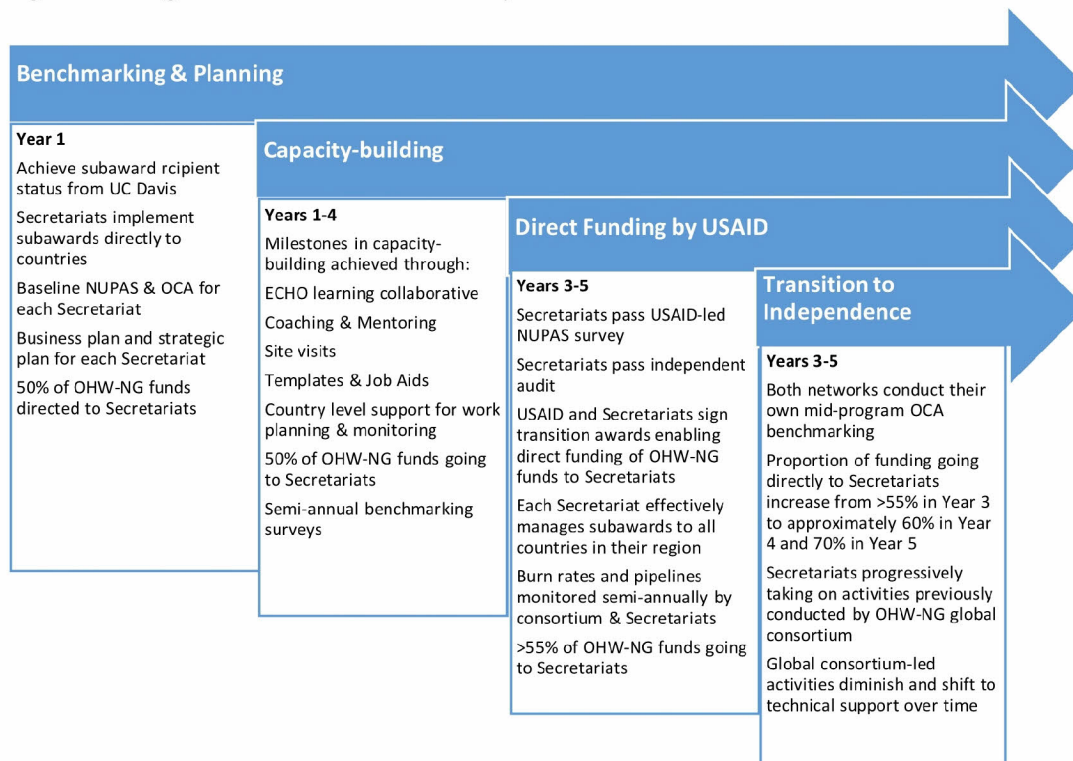 Benchmarking & Planning
Year 1
Achieve subaward rcipient
status from UC Davis
Secretariats implement
subawards directly to
countries
Baseline NUPAS & OCA for
each Secretariat
Business plan and strategic
plan for each Secretariat
50% of OHW-NG funds
directed to Secretariats
Capacity-building
Years 1-4
Milestones in capacity-
building achieved through:
ECHO learning collaborative
Coaching & Mentoring
Site visits
Templates & Job Aids
Country level support for work
planning & monitoring
50% of OHW-NG funds going
to Secretariats
Semi-annual benchmarking
surveys
Direct Funding by USAID
Years 3-5
Secretariats pass USAID-led
NUPAS survey
Secretariats pass independent
audit
USAID and Secretariats sign
transition awards enabling
direct funding of OHW-NG
funds to Secretariats
Each Secretariat effectively
manages subawards to all
countries in their region
Burn rates and pipelines
monitored semi-annually by
consortium & Secretariats
>55% of OHW-NG funds going
to Secretariats
Transition to
Independence
Years 3-5
Both networks conduct their
own mid-program OCA
benchmarking
Proportion of funding going
directly to Secretariats
increase from >55% in Year 3
to approximately 60% in Year
4 and 70% in Year 5
Secretariats progressively
taking on activities previously
conducted by OHW-NG global
consortium
Global consortium-led
activities diminish and shift to
technical support over time